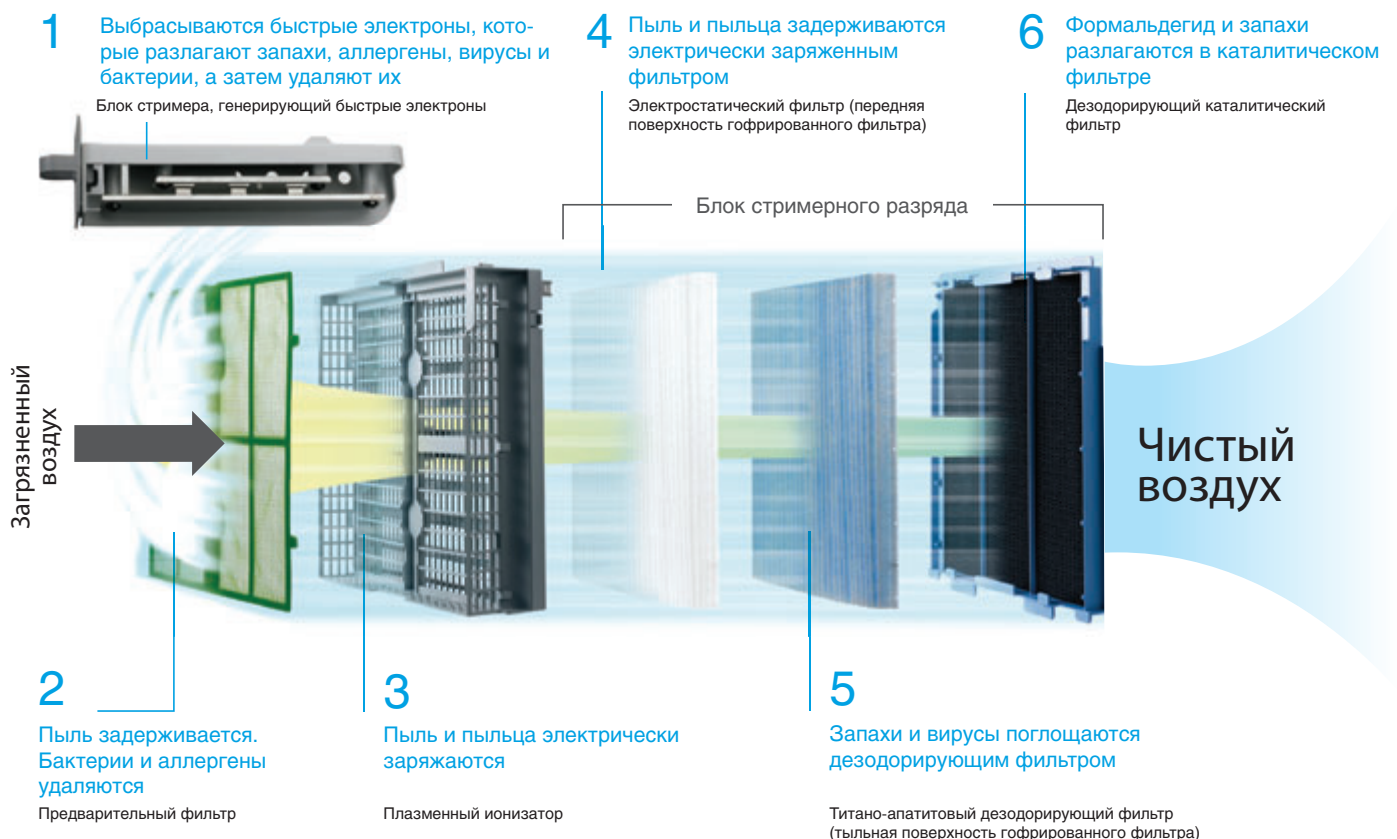 1
Выбрасываются быстрые электроны, кото-
рые разлагают запахи, аллергены, вирусы и
бактерии, а затем удаляют их
Блок стримера, генерирующий быстрые электроны
4
Пыль и пыльца задерживаются
электрически заряженным
фильтром
Электростатический фильтр (передняя
поверхность гофрированного фильтра)
6
Формальдегид и запахи
разлагаются в каталитическом
фильтре
Дезодорирующий каталитический
фильтр
Блок стримерного разряда
Загрязненный
воздух
Чистый
воздух
2
Пыль задерживается.
Бактерии и аллергены
удаляются
Предварительный фильтр
3
Пыль и пыльца электрически
заряжаются
Плазменный ионизатор
5
Запахи и вирусы поглощаются
дезодорирующим фильтром
Титано-апатитовый дезодорирующий фильтр
(тыльная поверхность гофрированного фильтра)